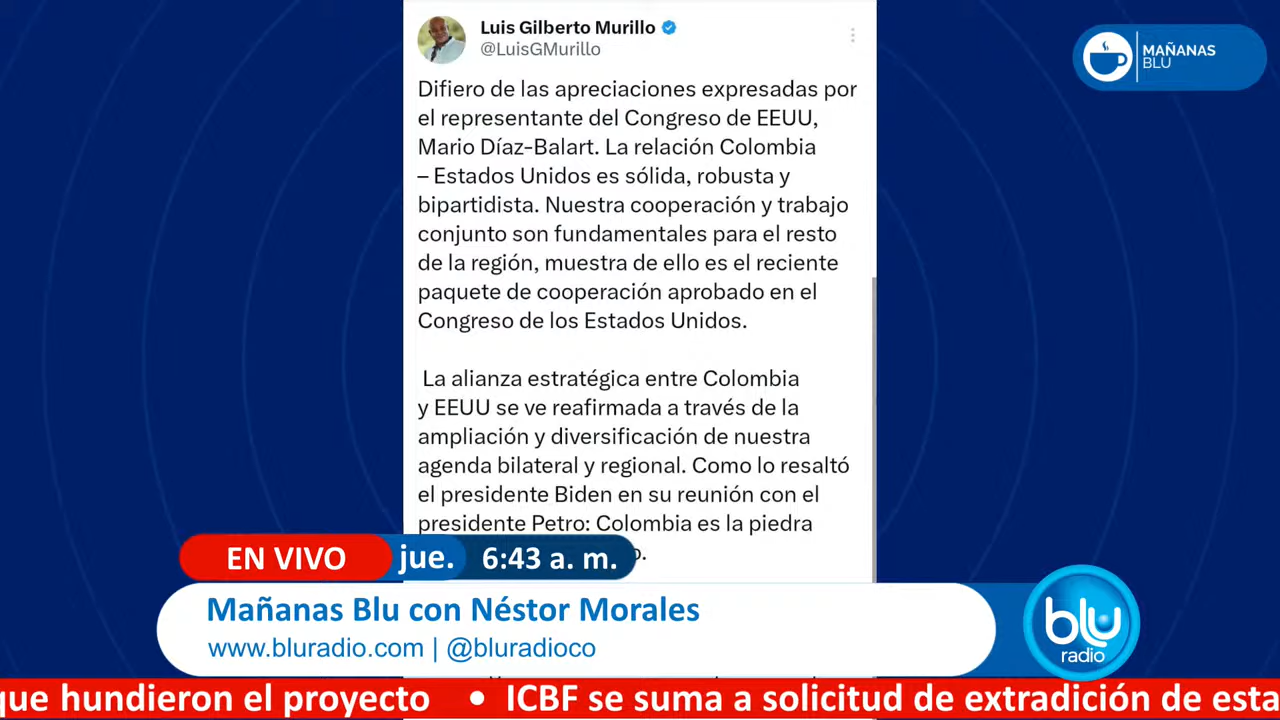 Luis Gilberto Murillo
@LuisGMurillo
MAÑANAS
BLU
Difiero de las apreciaciones expresadas por
el representante del Congreso de EEUU,
Mario Díaz-Balart. La relación Colombia
– Estados Unidos es sólida, robusta y
bipartidista. Nuestra cooperación y trabajo
conjunto son fundamentales para el resto
de la región, muestra de ello es el reciente
paquete de cooperación aprobado en el
Congreso de los Estados Unidos.
La alianza estratégica entre Colombia
y EEUU se ve reafirmada a través de la
ampliación y diversificación de nuestra
agenda bilateral y regional. Como lo resaltó
el presidente Biden en su reunión con el
presidente Petro: Colombia es la piedra
EN VIVO jue. 6:43 a. m.
Mañanas Blu con Néstor Morales
www.bluradio.com | @bluradioco
blu
radio
que hundieron el proyecto • ICBF se suma a solicitud de extradición de esta